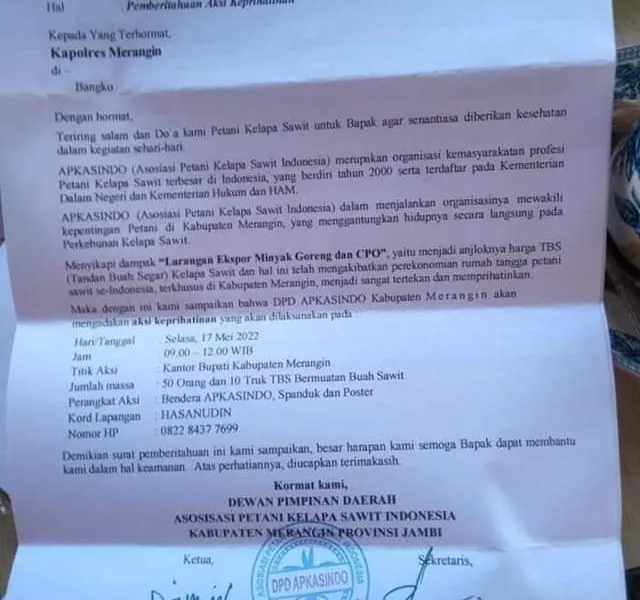 Hal : Pemberitahuan Aksi Keprihatinan
Kepada Yang Terhormat,
Kapolres Merangin
di –
Bangko
Dengan hormat,
Teriring salam dan Do'a kami Petani Kelapa Sawit untuk Bapak agar senantiasa diberikan kesehatan
dalam kegiatan sehari-hari.
APKASINDO (Asosiasi Petani Kelapa Sawit Indonesia) merupakan organisasi kemasyarakatan profesi
Petani Kelapa Sawit terbesar di Indonesia, yang berdiri tahun 2000 serta terdaftar pada Kementerian
Dalam Negeri dan Kementerian Hukum dan HAM.
APKASINDO (Asosiasi Petani Kelapa Sawit Indonesia) dalam menjalankan organisasinya mewakili
kepentingan Petani di Kabupaten Merangin, yang menggantungkan hidupnya secara langsung pada
Perkebunan Kelapa Sawit.
Menyikapi dampak “Larangan Ekspor Minyak Goreng dan CPO”, yaitu menjadi anjloknya harga TBS
(Tandan Buah Segar) Kelapa Sawit dan hal ini telah mengakibatkan perekonomian rumah tangga petani
sawit se-Indonesia, terkhusus di Kabupaten Merangin, menjadi sangat tertekan dan memprihatinkan.
Maka dengan ini kami sampaikan bahwa DPD APKASINDO Kabupaten Merangin akan
mengadakan aksi keprihatinan yang akan dilaksanakan pada :
Hari/Tanggal : Selasa, 17 Mei 2022
Jam : 09.00 – 12.00 WIB
Titik Aksi : Kantor Bupati Kabupaten Merangin
Jumlah massa : 50 Orang dan 10 Truk TBS Bermuatan Buah Sawit
Perangkat Aksi : Bendera APKASINDO, Spanduk dan Poster
Kord Lapangan : HASANUDIN
Nomor HP : 0822 8437 7699
Demikian surat pemberitahuan ini kami sampaikan, besar harapan kami semoga Bapak dapat membantu
kami dalam hal keamanan. Atas perhatiannya, diucapkan terimakasih.
Kormat kami,
DEWAN PIMPINAN DAERAH
ASOSISASI PETANI KELAPA SAWIT INDONESIA
KABUPATEN MERANGIN PROVINSI JAMBI
Ketua, Sekretaris,
DPD APKASINDO